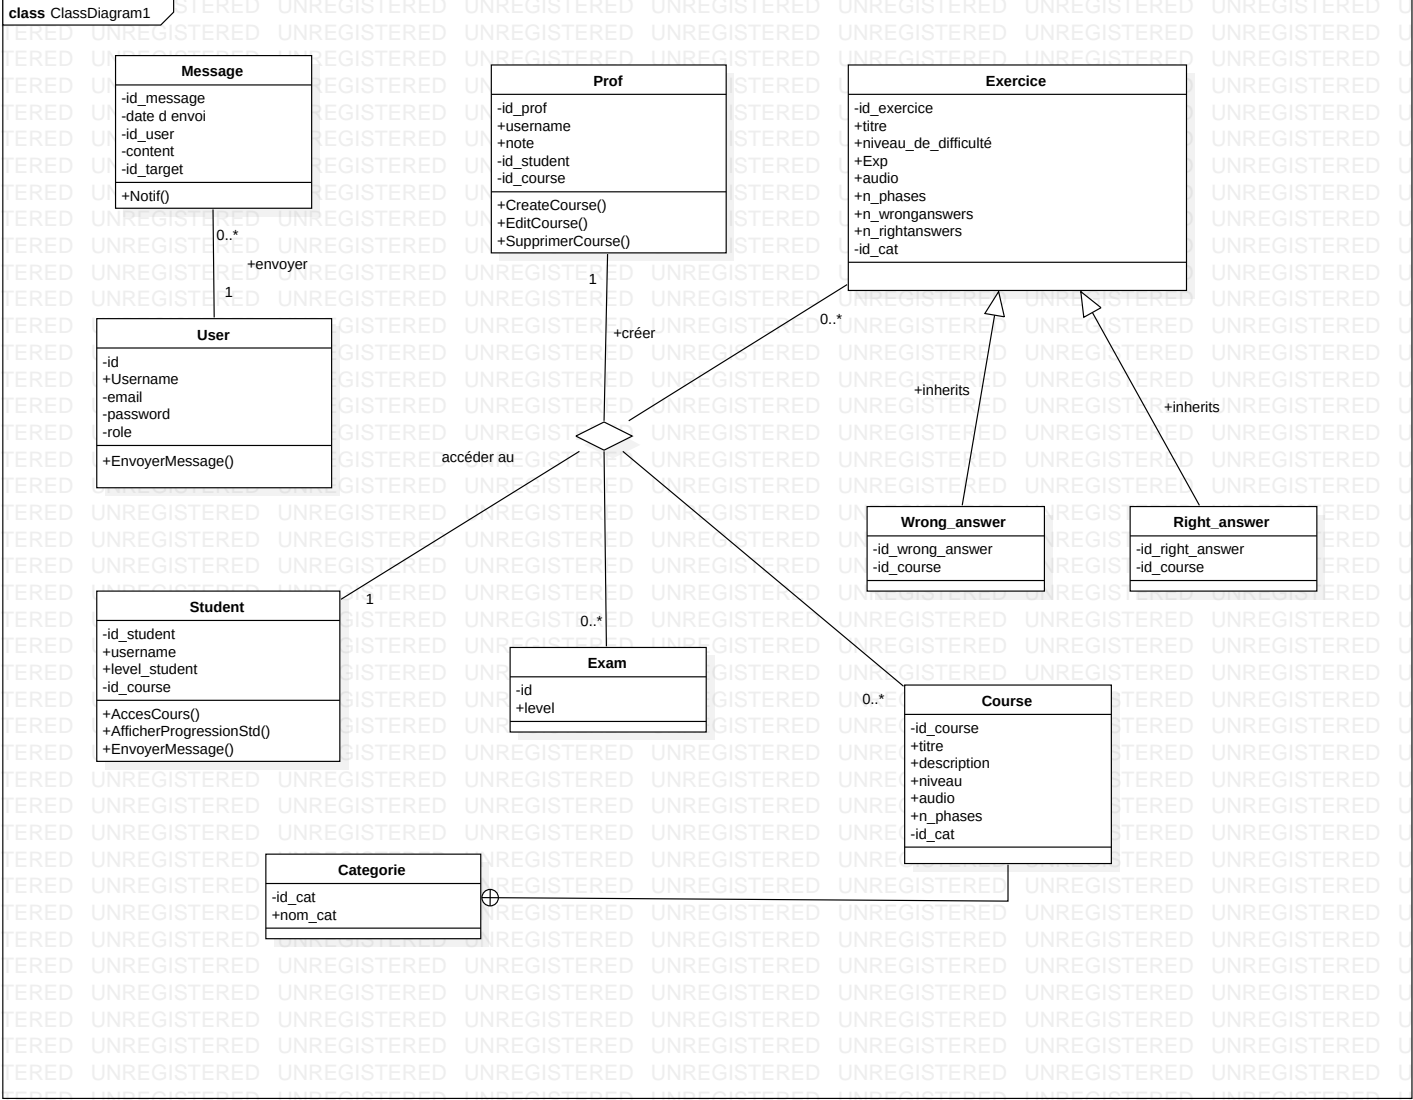 class ClassDiagram1
Message
-id_message
-date d envoi
-id_user
-content
-id_target
+Notif()
Prof
-id_prof
+username
+note
-id_student
-id_course
+CreateCourse()
+EditCourse()
+SupprimerCourse()
Exercice
-id_exercice
+titre
+niveau_de_difficulté
+Exp
+audio
+n_phases
+n_wronganswers
+n_rightanswers
-id_cat
0..*
+envoyer
1
1
+créer
0..*
User
-id
+Username
-email
-password
-role
+EnvoyerMessage()
+inherits
+inherits
accéder au
Wrong_answer
-id_wrong_answer
-id_course
Right_answer
-id_right_answer
-id_course
1
0..*
0..*
Student
-id_student
+username
+level_student
-id_course
+AccesCours()
+AfficherProgressionStd()
+EnvoyerMessage()
Exam
-id
+level
Course
-id_course
+titre
+description
+niveau
+audio
+n_phases
-id_cat
Categorie
-id_cat
+nom_cat
UNREGISTERED